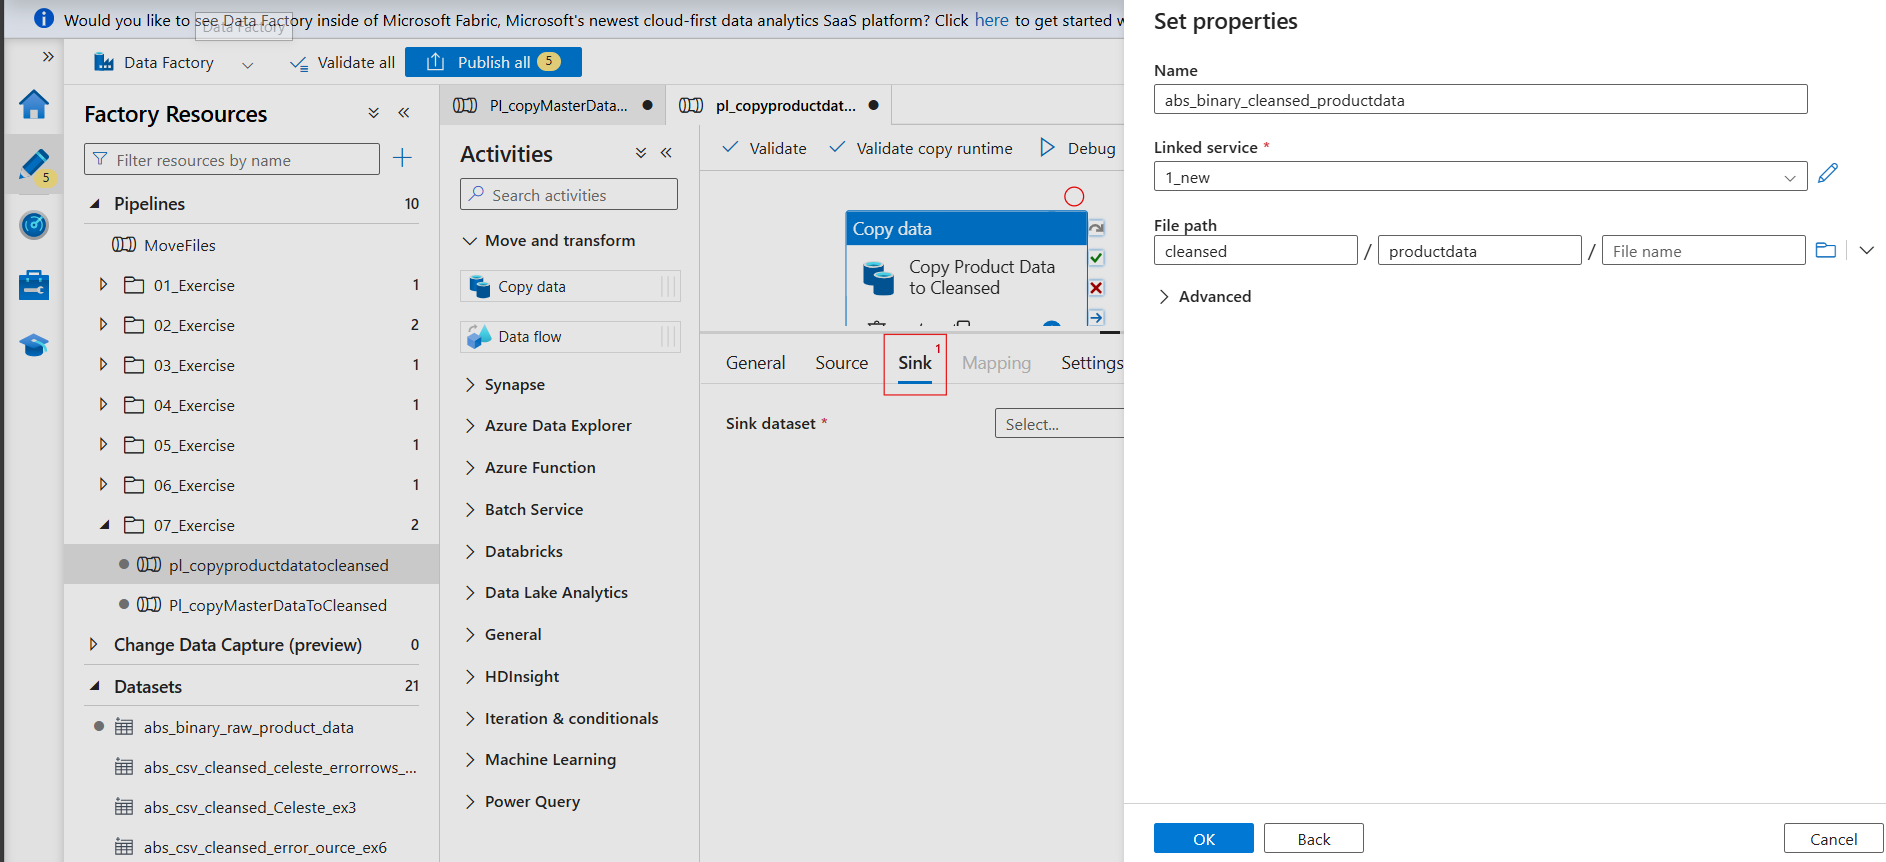 Would you like to see Data Factory inside of Microsoft Fabric, Microsoft's newest cloud-first data analytics SaaS platform? Click here to get started w
Data Factory
Data Factory
Validate all
Publish all 5
5
Factory Resources
Filter resources by name
Pipelines 10
MoveFiles
01_Exercise 1
02_Exercise 2
03_Exercise 1
04_Exercise 1
05_Exercise 1
06_Exercise 1
07_Exercise 2
pl_copyproductdatatocleansed
Pl_copyMasterDataToCleansed
Change Data Capture (preview) 0
Datasets 21
abs_binary_raw_product_data
abs_csv_cleansed_celeste_errorrows_...
abs_csv_cleansed_Celeste_ex3
abs_csv_cleansed_error_ource_ex6
Pl_copyMasterData...
pl_copyproductdat...
Activities
Search activities
Move and transform
Copy data
Data flow
Synapse
Azure Data Explorer
Azure Function
Batch Service
Databricks
Data Lake Analytics
General
HDInsight
Iteration & conditionals
Machine Learning
Power Query
Validate
Validate copy runtime
Debug
Copy data
Copy Product Data
to Cleansed
General
Source
Sink 1
Mapping
Settings
Sink dataset *
Select...
Set properties
Name
abs_binary_cleansed_productdata
Linked service *
1_new
File path
cleansed / productdata / File name
Advanced
OK
Back
Cancel